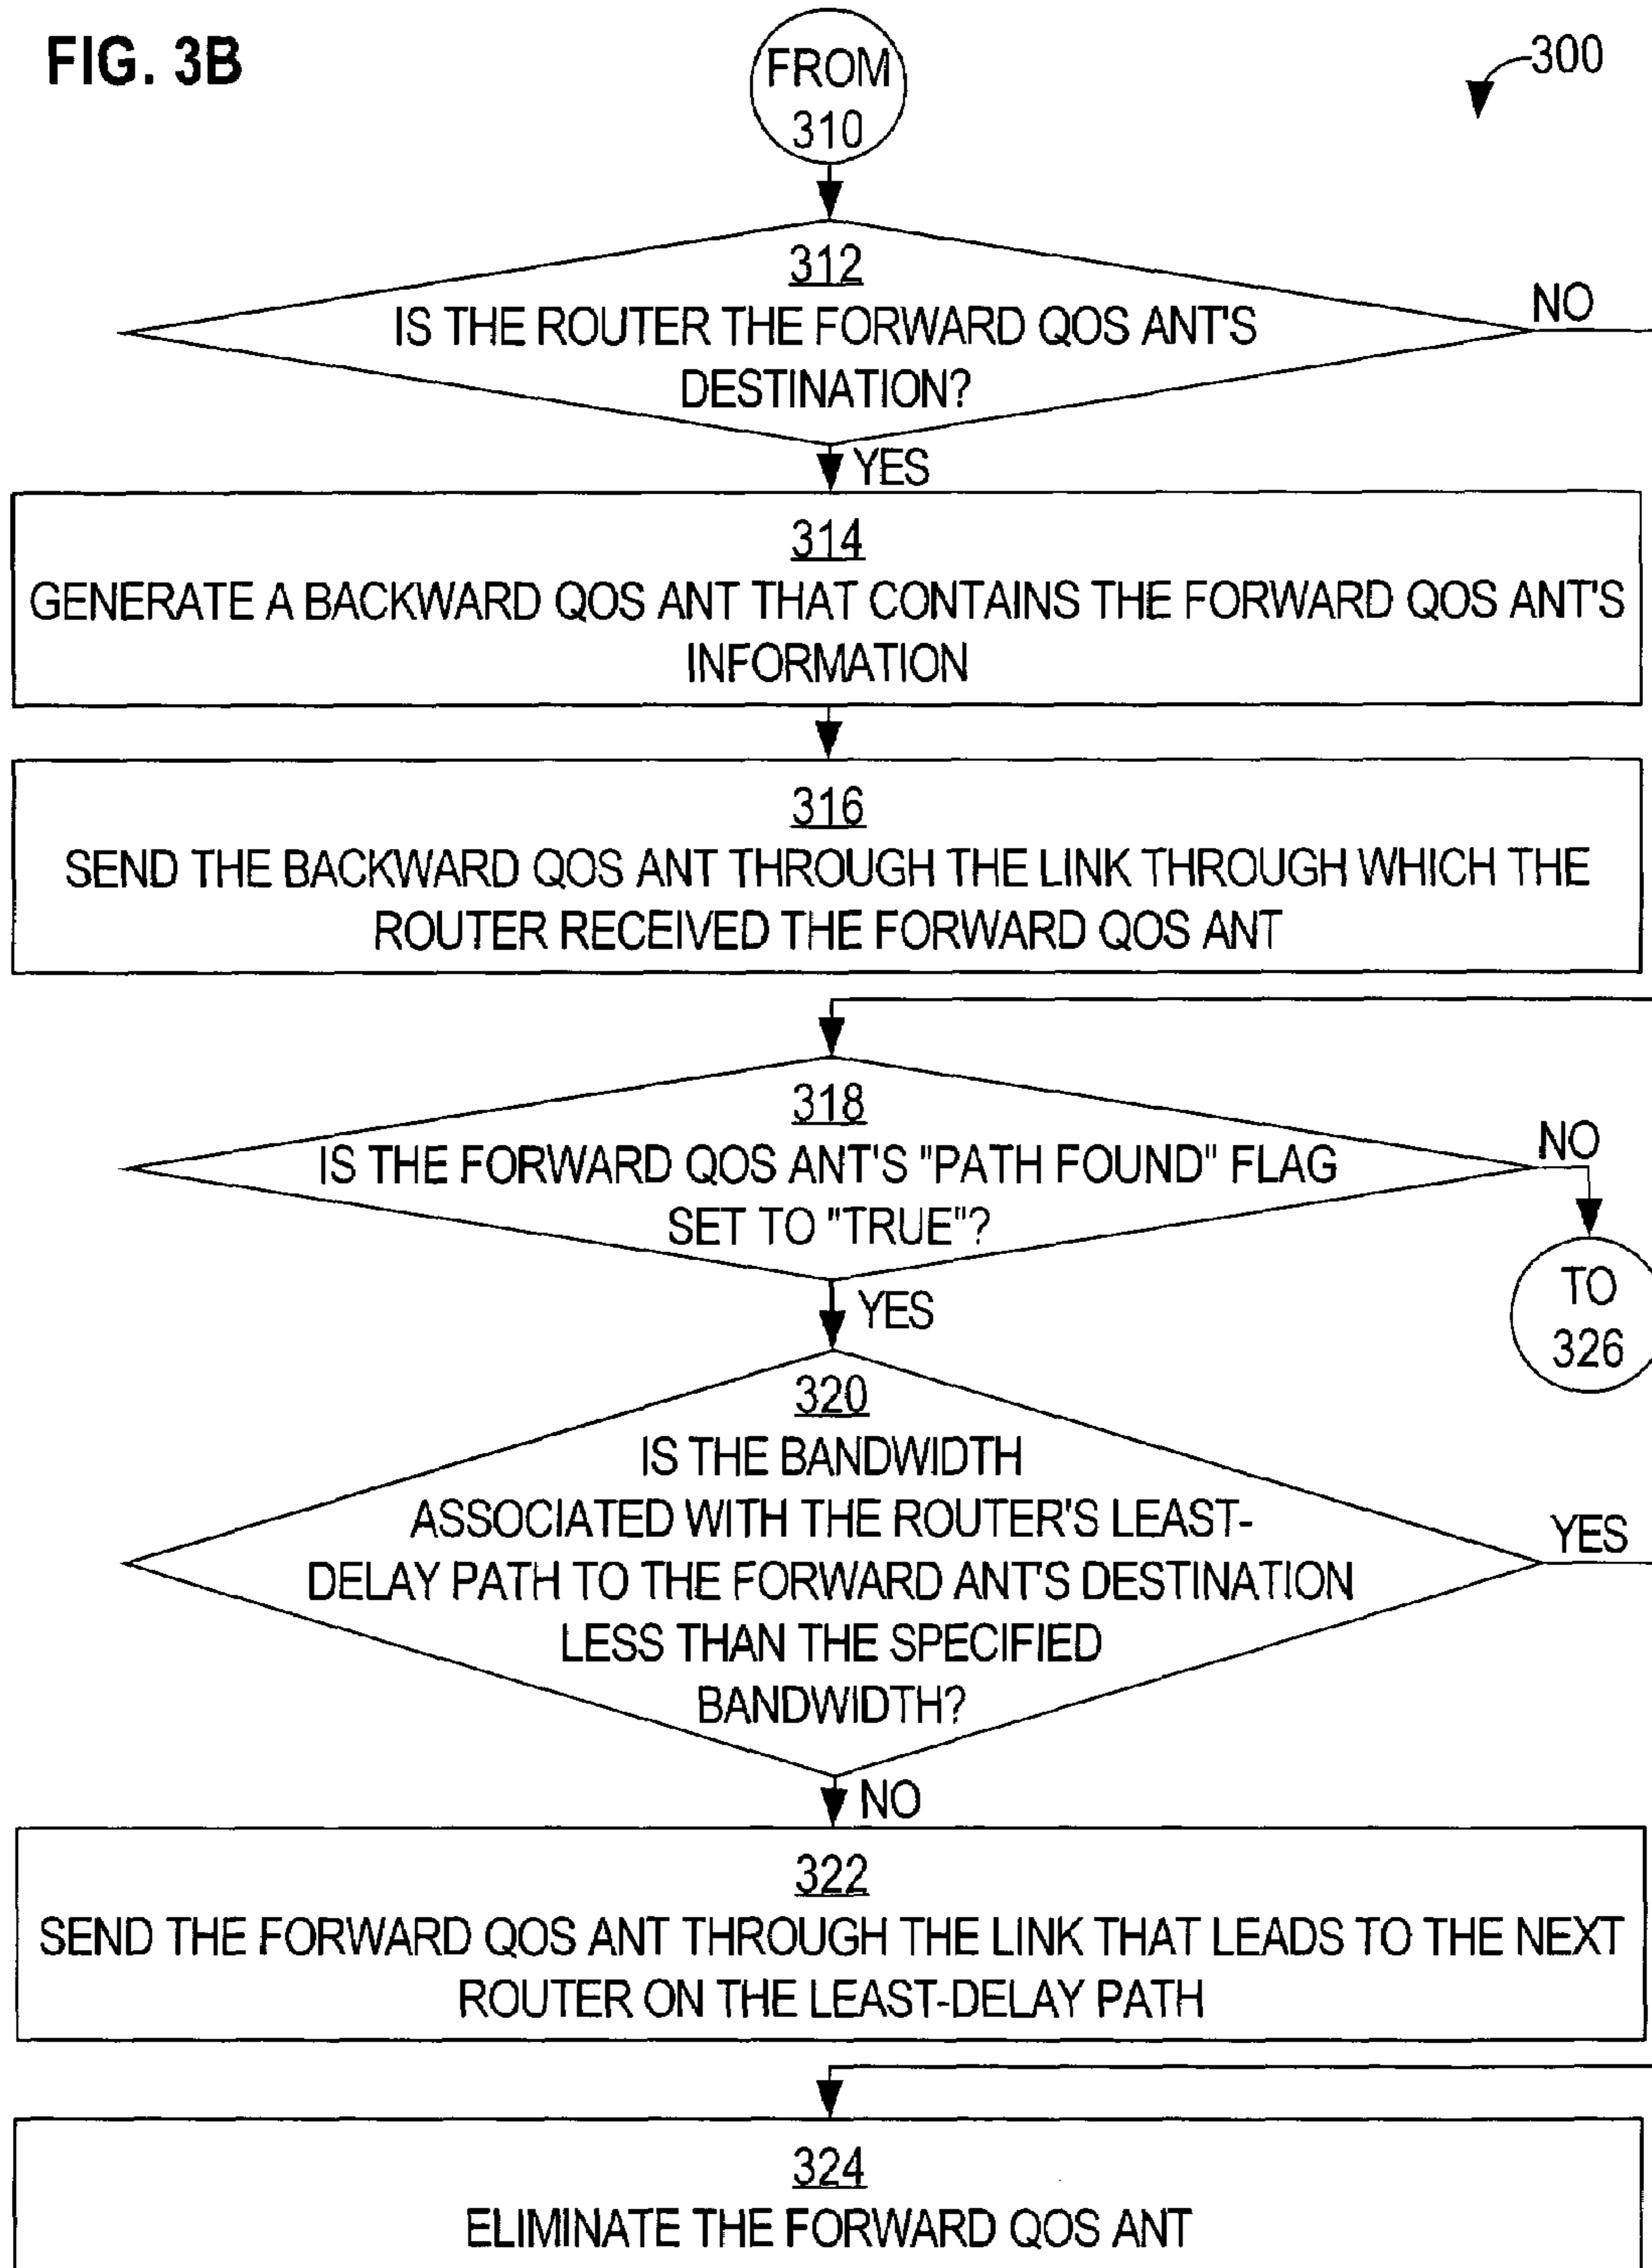 FIG. 3B
FROM
310
300
312
IS THE ROUTER THE FORWARD QOS ANT'S
DESTINATION?
NO
YES
314
GENERATE A BACKWARD QOS ANT THAT CONTAINS THE FORWARD QOS ANT'S
INFORMATION
316
SEND THE BACKWARD QOS ANT THROUGH THE LINK THROUGH WHICH THE
ROUTER RECEIVED THE FORWARD QOS ANT
318
IS THE FORWARD QOS ANT'S "PATH FOUND" FLAG
SET TO "TRUE"?
NO
TO
326
YES
320
IS THE BANDWIDTH
ASSOCIATED WITH THE ROUTER'S LEAST-
DELAY PATH TO THE FORWARD ANT'S DESTINATION
LESS THAN THE SPECIFIED
BANDWIDTH?
YES
NO
322
SEND THE FORWARD QOS ANT THROUGH THE LINK THAT LEADS TO THE NEXT
ROUTER ON THE LEAST-DELAY PATH
324
ELIMINATE THE FORWARD QOS ANT